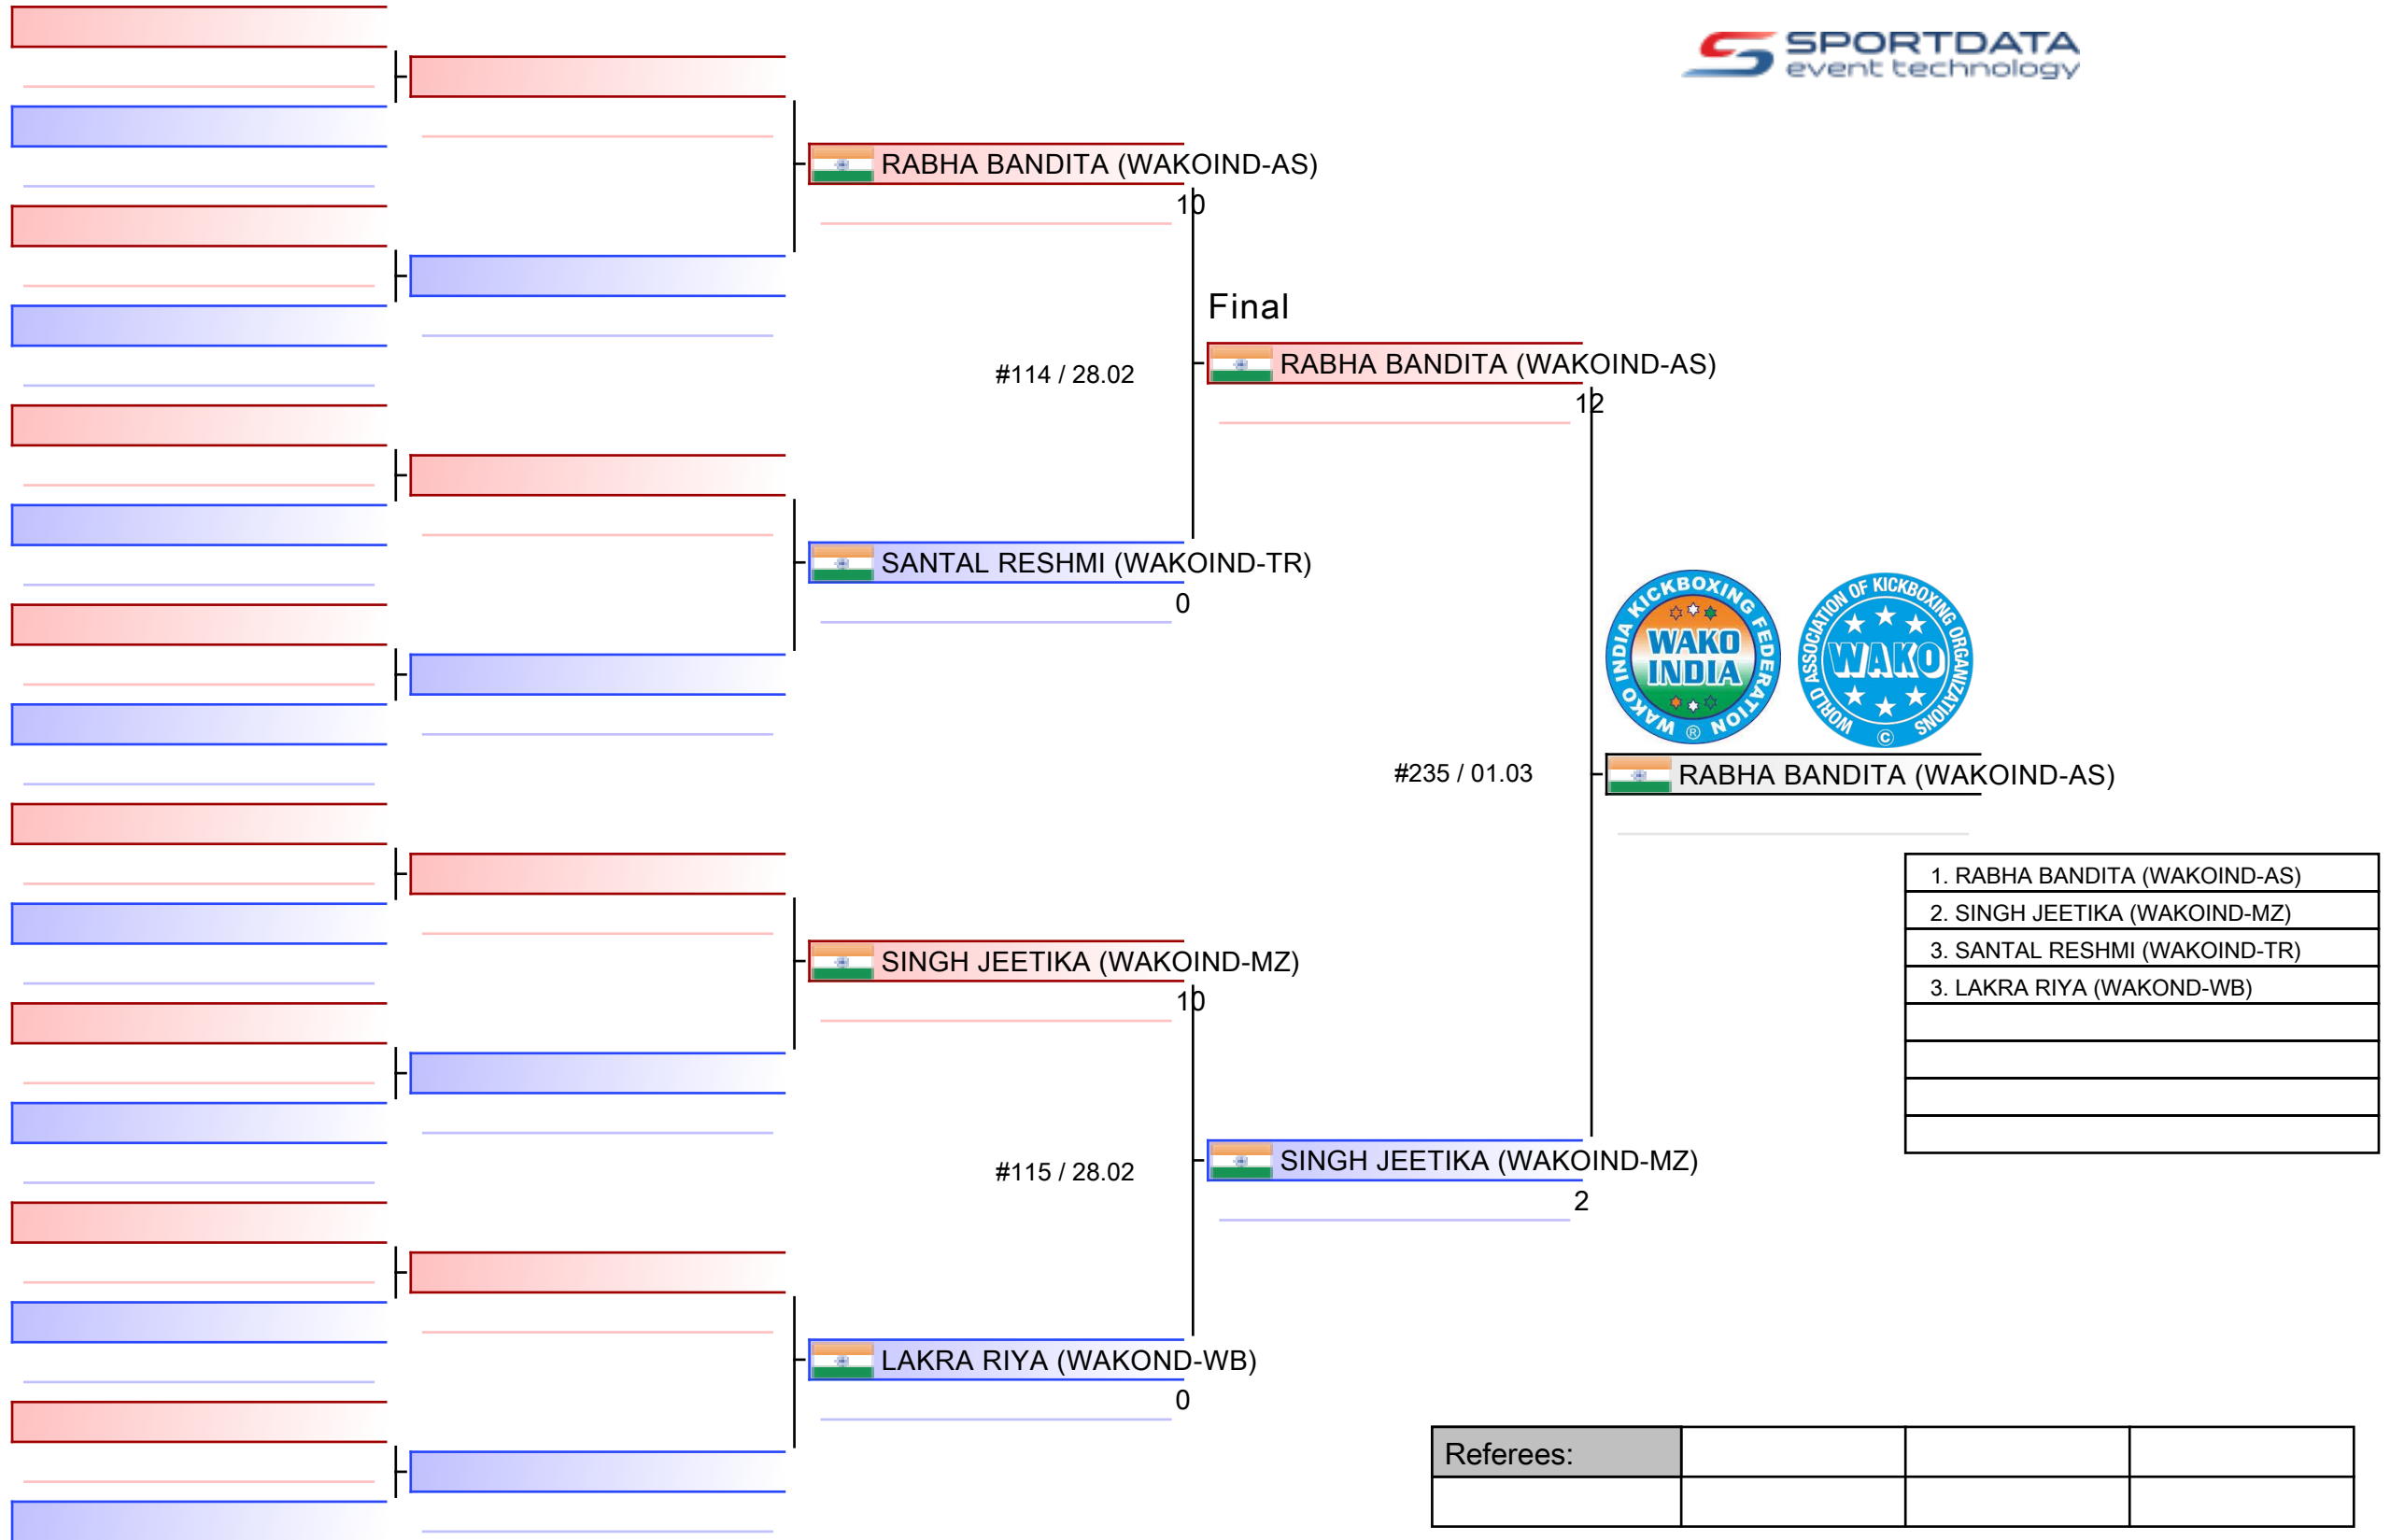 SPORTDATA
event technology
RABHA BANDITA (WAKOIND-AS)
10
Final
#114 / 28.02
RABHA BANDITA (WAKOIND-AS)
12
SANTAL RESHMI (WAKOIND-TR)
0
WAKO INDIA KICKBOXING FEDERATION
WAKO
INDIA
®
WORLD ASSOCIATION OF KICKBOXING ORGANIZATIONS
WAKO
©
#235 / 01.03
RABHA BANDITA (WAKOIND-AS)
1. RABHA BANDITA (WAKOIND-AS)
2. SINGH JEETIKA (WAKOIND-MZ)
3. SANTAL RESHMI (WAKOIND-TR)
3. LAKRA RIYA (WAKOND-WB)
SINGH JEETIKA (WAKOIND-MZ)
10
#115 / 28.02
SINGH JEETIKA (WAKOIND-MZ)
2
LAKRA RIYA (WAKOND-WB)
0
Referees: